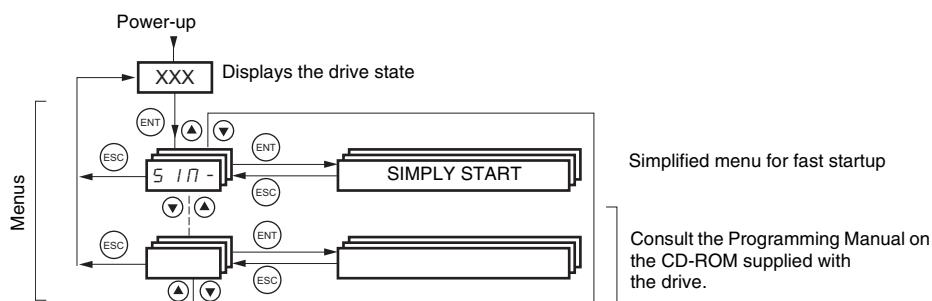 Power-up
XXX
Displays the drive state
ENT
ESC
ENT
SIM-
SIMPLY START
Simplified menu for fast startup
ESC
Menus
ESC
ENT
ESC
Consult the Programming Manual on
the CD-ROM supplied with
the drive.